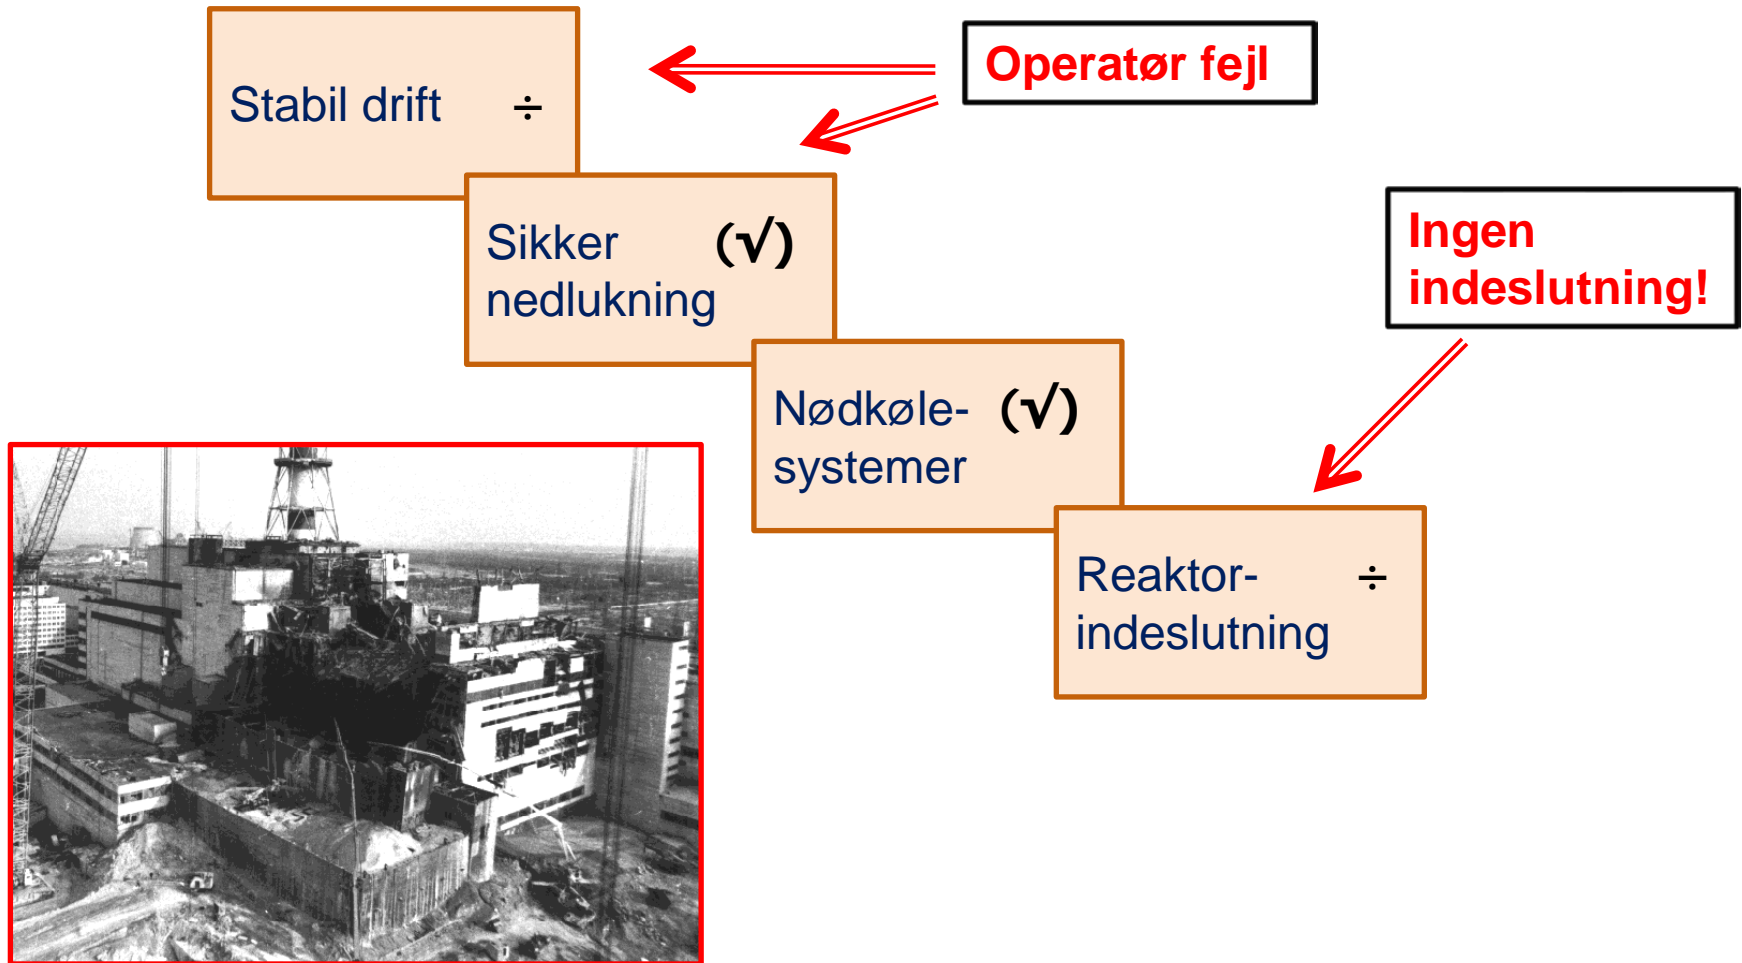 Operatør fejl
Stabil drift ÷
Sikker (√)
nedlukning
Ingen
indeslutning!
Nødkøle- (√)
systemer
Reaktor- ÷
indeslutning